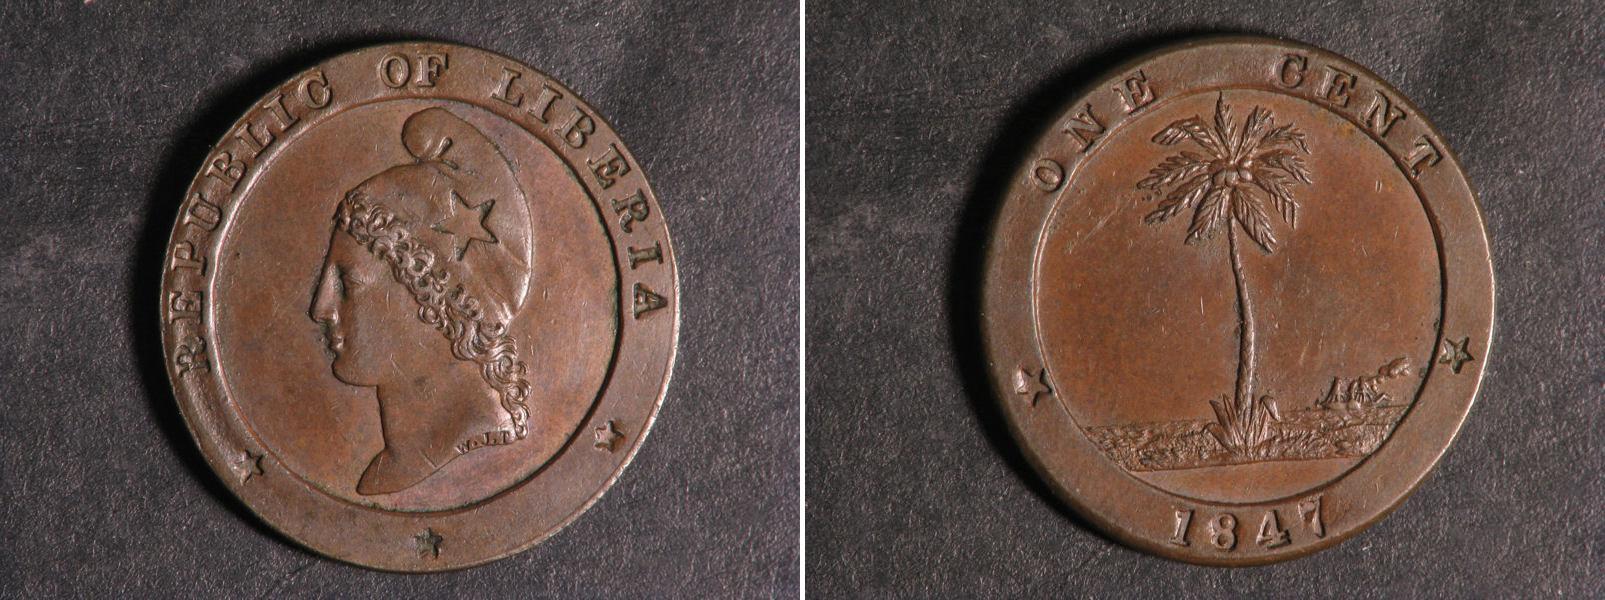 REPUBLIC OF LIBERIA
W.J.T
ONE CENT
1847